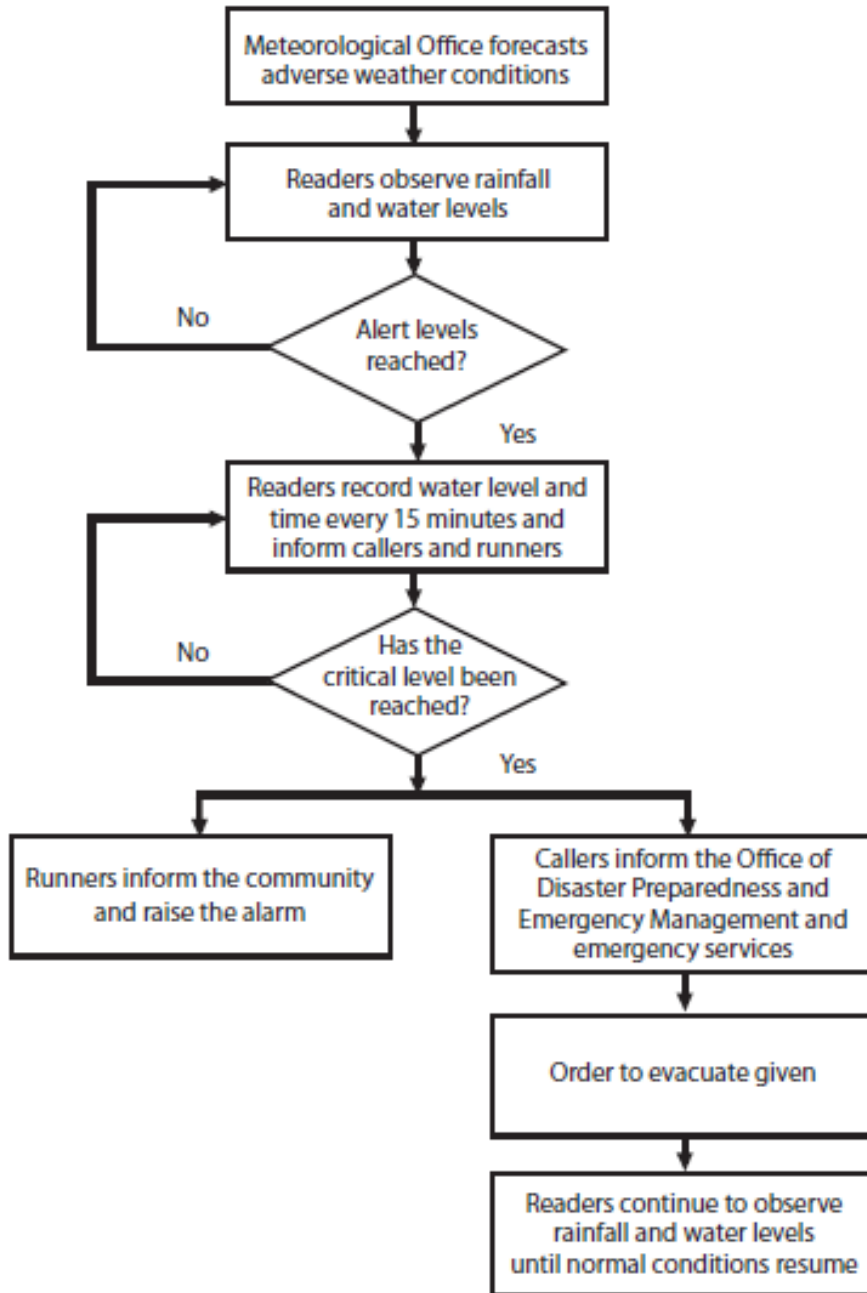 Meteorological Office forecasts
adverse weather conditions
Readers observe rainfall
and water levels
No
Alert levels
reached?
Yes
Readers record water level and
time every 15 minutes and
inform callers and runners
No
Has the
critical level been
reached?
Yes
Runners inform the community
and raise the alarm
Callers inform the Office of
Disaster Preparedness and
Emergency Management and
emergency services
Order to evacuate given
Readers continue to observe
rainfall and water levels
until normal conditions resume